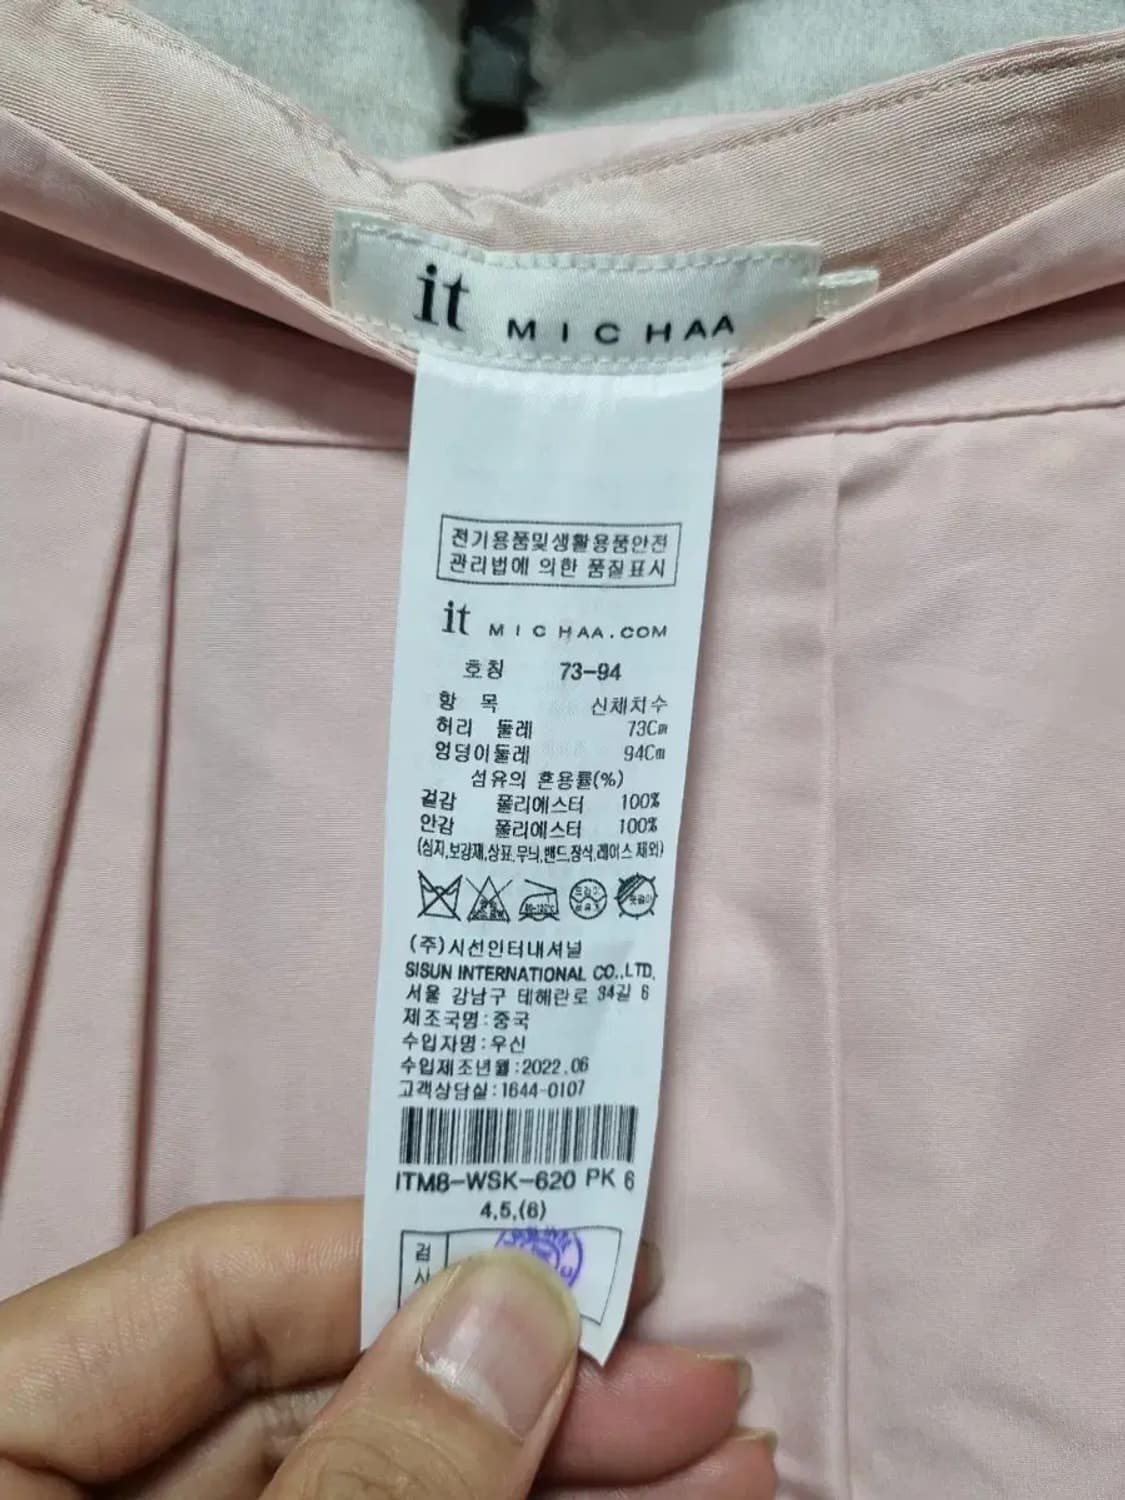 it MICHAA
전기용품및생활용품안전
관리법에 의한 품질표시
it MICHAA.COM
호칭 73-94
항 목 신체치수
허리 둘레 73Cm
엉덩이둘레 94Cm
섬유의 혼용률(%)
겉감 폴리에스터 100%
안감 폴리에스터 100%
(심지,보강재,상표,무늬,밴드,장식,레이스 제외)
(주)시선인터내셔널
SISUN INTERNATIONAL CO.,LTD.
서울 강남구 테헤란로 34길 6
제조국명:중국
수입자명:우신
수입제조년월:2022.06
고객상담실:1644-0107
ITM8-WSK-620 PK 6
4,5,(6)
검
사